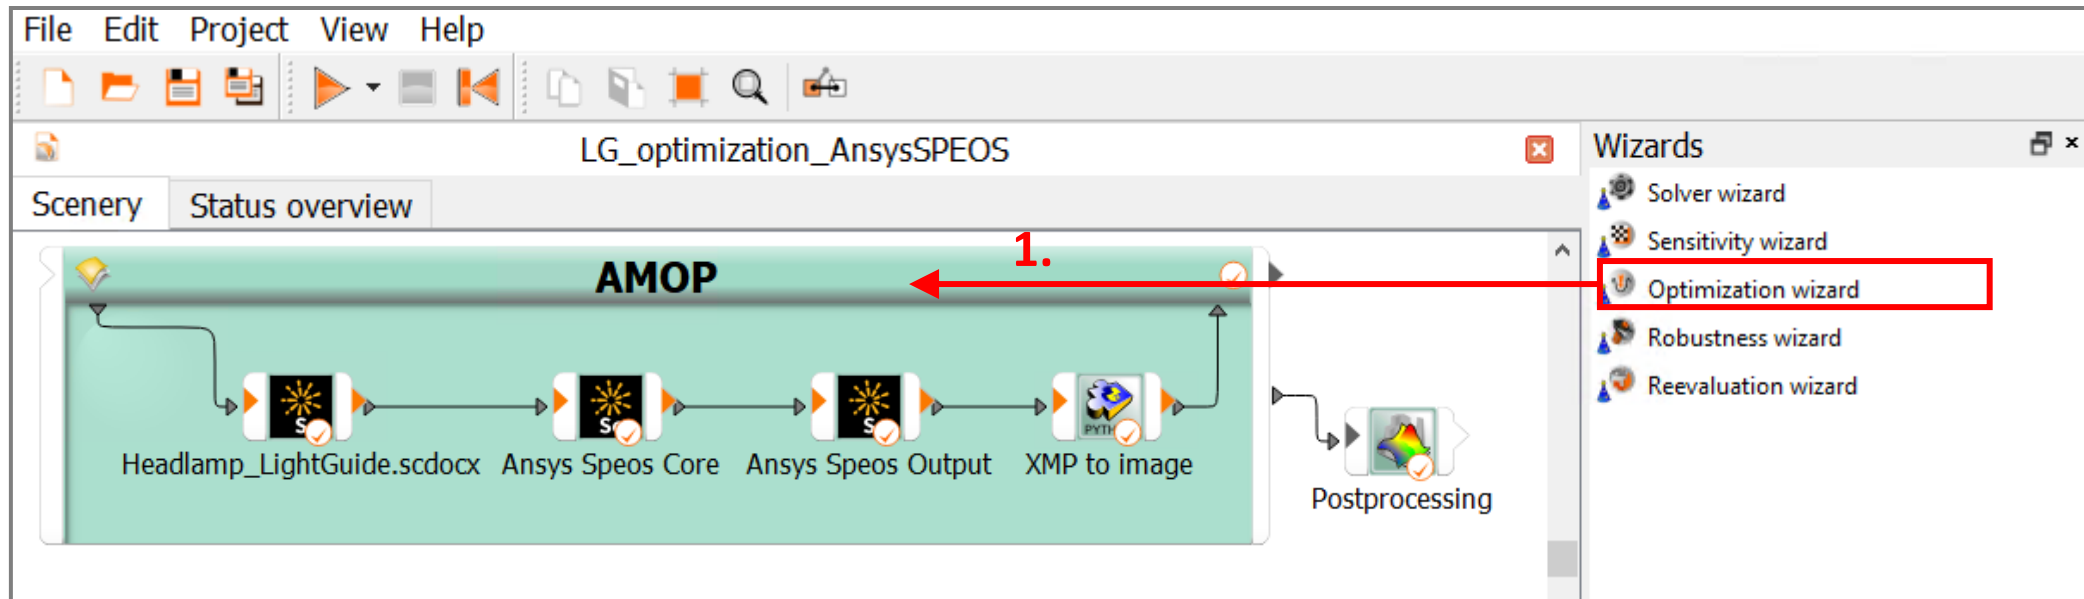 File Edit Project View Help
LG_optimization_AnsysSPEOS
Wizards
Scenery Status overview
Solver wizard
Sensitivity wizard
Optimization wizard
Robustness wizard
Reevaluation wizard
1.
AMOP
Headlamp_LightGuide.scdocx Ansys Speos Core Ansys Speos Output XMP to image
Postprocessing